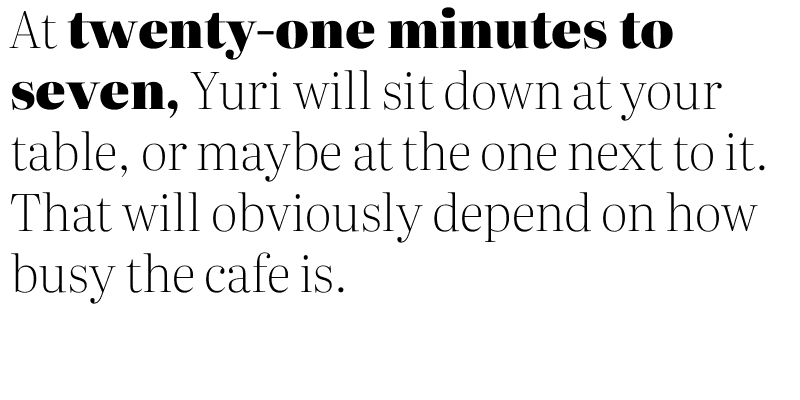 At twenty-one minutes to
seven, Yuri will sit down at your
table, or maybe at the one next to it.
That will obviously depend on how
busy the cafe is.